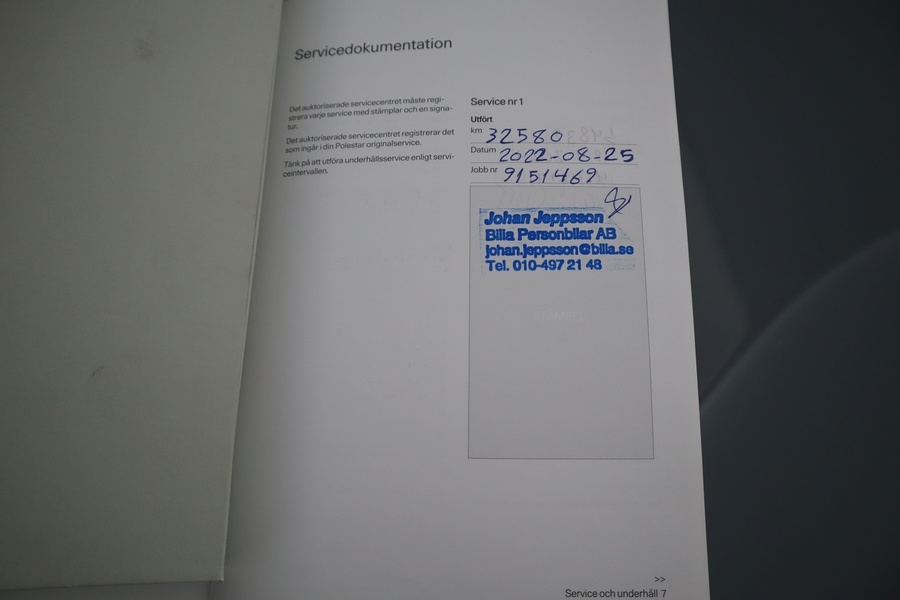 Servicedokumentation
Det auktoriserade servicecentret måste regi-
strera varje service med stämplar och en signa-
tur.
Det auktoriserade servicecentret registrerar det
som ingår i din Polestar originalservice.
Tänk på att utföra underhållsservice enligt servi-
ceintervallen.
Service nr 1
Utfört
km 32580
Datum 2022-08-25
Jobb nr 9151469
Johan Jeppsson
Bilia Personbilar AB
johan.jeppsson@bilia.se
Tel. 010-497 21 48
>>
Service och underhåll 7